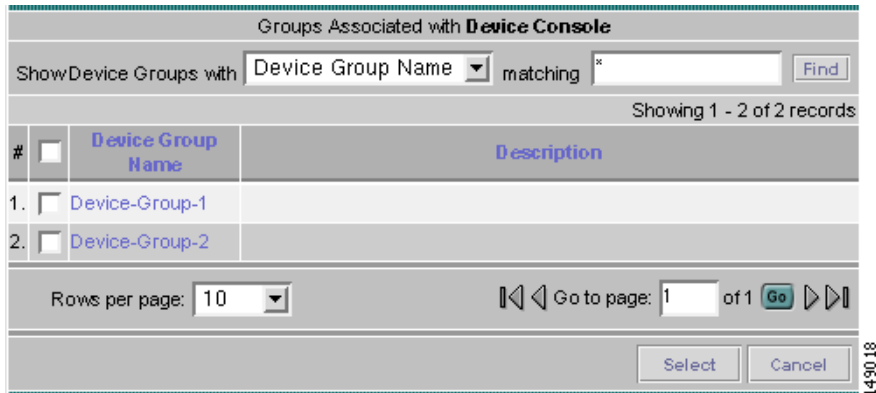 Groups Associated with Device Console
Show Device Groups with Device Group Name matching * Find
Showing 1 - 2 of 2 records
# Device Group Name Description
1. Device-Group-1
2. Device-Group-2
Rows per page: 10 Go to page: 1 of 1 Go
Select Cancel
149018